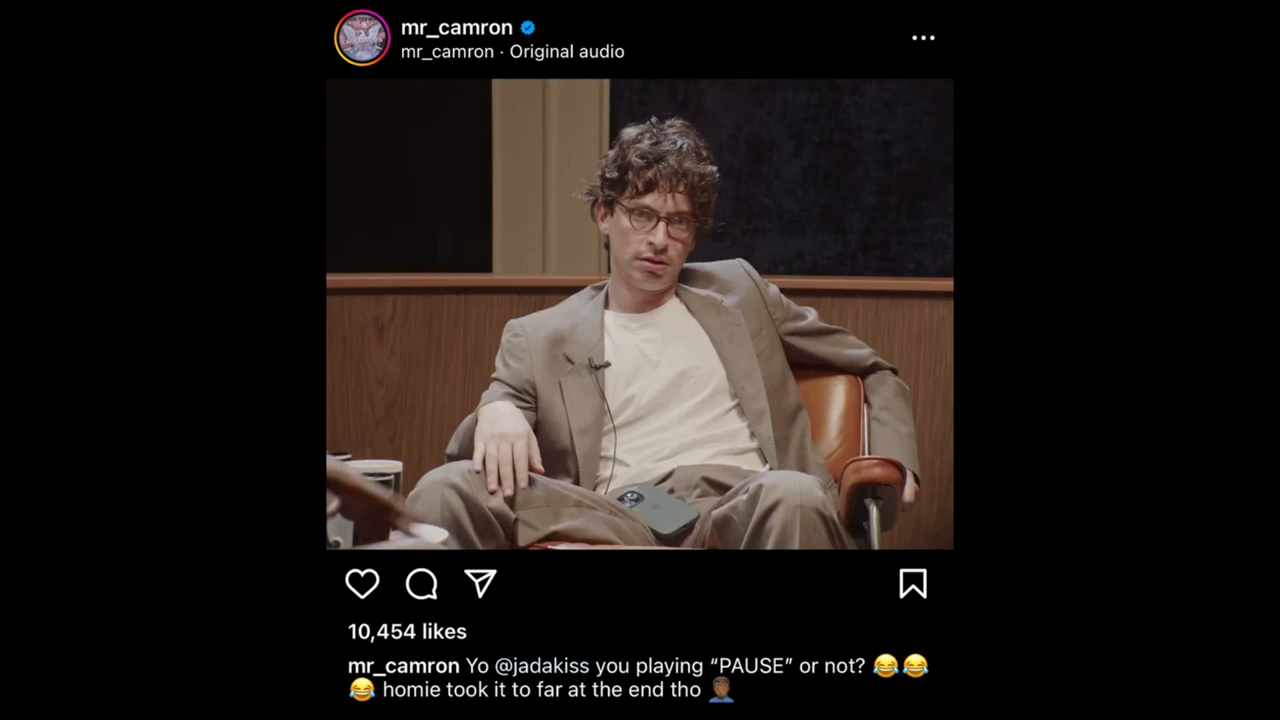 mr_camron
mr_camron · Original audio
10,454 likes
mr_camron Yo @jadakiss you playing “PAUSE” or not? 😂😂
😂 homie took it to far at the end tho 🤦🏾‍♂️